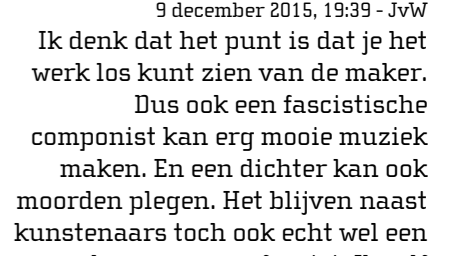 9 december 2015, 19:39 - JvW
Ik denk dat het punt is dat je het
werk los kunt zien van de maker.
Dus ook een fascistische
componist kan erg mooie muziek
maken. En een dichter kan ook
moorden plegen. Het blijven naast
kunstenaars toch ook echt wel een